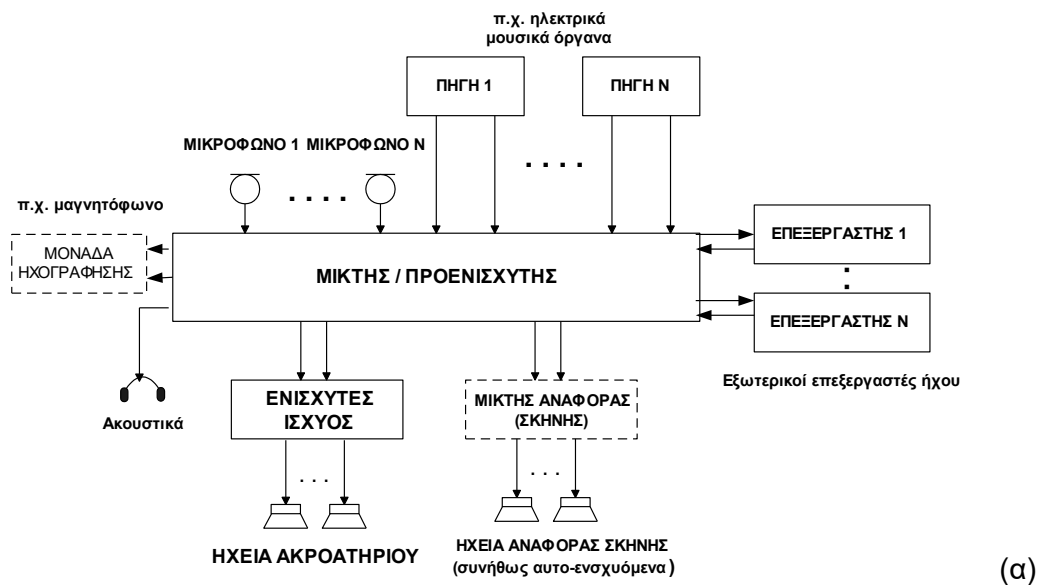 π.χ. ηλεκτρικά
μουσικά όργανα
ΠΗΓΗ 1
ΠΗΓΗ Ν
ΜΙΚΡΟΦΩΝΟ 1 ΜΙΚΡΟΦΩΝΟ Ν
. . . .
. . . .
π.χ. μαγνητόφωνο
ΜΟΝΑΔΑ
ΗΧΟΓΡΑΦΗΣΗΣ
ΜΙΚΤΗΣ / ΠΡΟΕΝΙΣΧΥΤΗΣ
ΕΠΕΞΕΡΓΑΣΤΗΣ 1
ΕΠΕΞΕΡΓΑΣΤΗΣ Ν
Εξωτερικοί επεξεργαστές ήχου
Ακουστικά
ΕΝΙΣΧΥΤΕΣ
ΙΣΧΥΟΣ
ΜΙΚΤΗΣ ΑΝΑΦΟΡΑΣ
(ΣΚΗΝΗΣ)
. . .
. . .
ΗΧΕΙΑ ΑΚΡΟΑΤΗΡΙΟΥ
ΗΧΕΙΑ ΑΝΑΦΟΡΑΣ ΣΚΗΝΗΣ
(συνήθως αυτο-ενσχυόμενα)
(α)